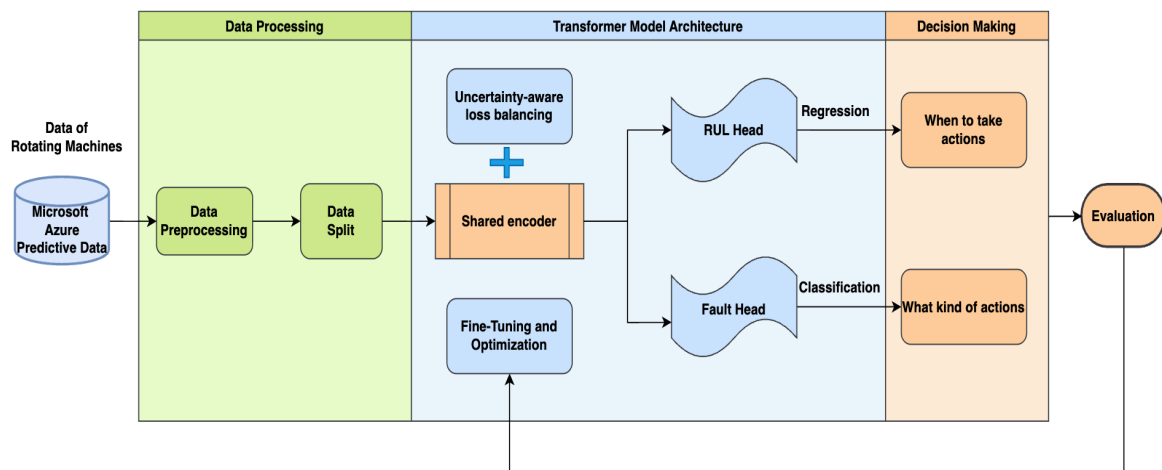 Data Processing
Transformer Model Architecture
Decision Making
Data of
Rotating Machines
Microsoft
Azure
Predictive Data
Data
Preprocessing
Data
Split
Uncertainty-aware
loss balancing
Shared encoder
Fine-Tuning and
Optimization
RUL Head
Regression
When to take
actions
Fault Head
Classification
What kind of actions
Evaluation